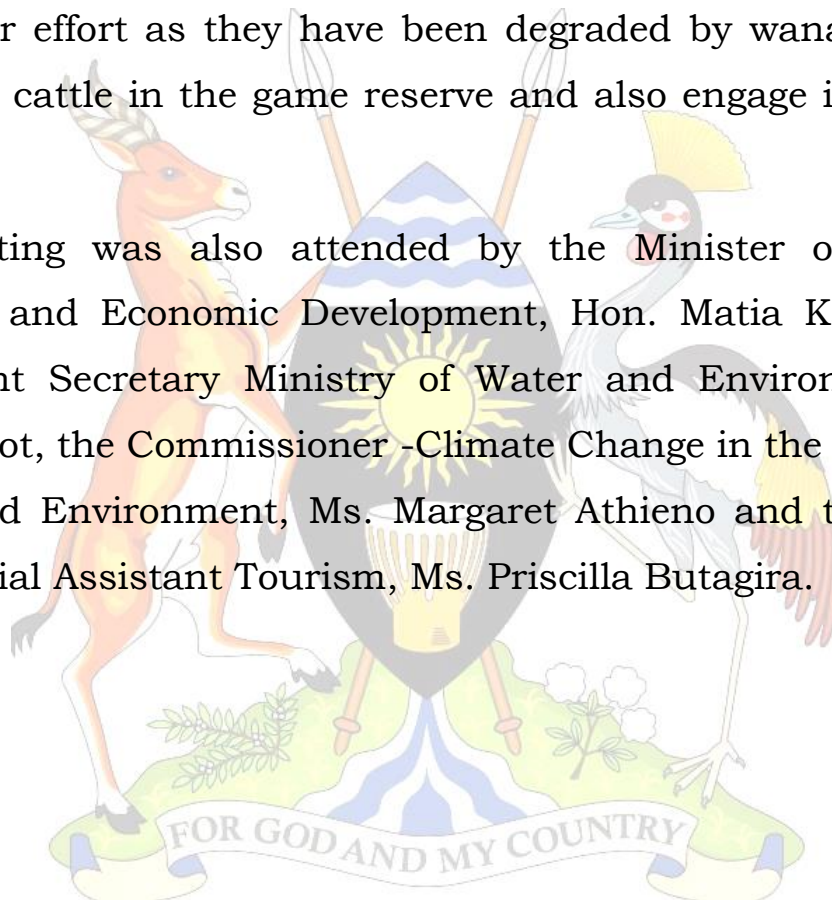 r effort as they have been degraded by wana
cattle in the game reserve and also engage i
ting was also attended by the Minister o
and Economic Development, Hon. Matia K
nt Secretary Ministry of Water and Environ
ot, the Commissioner -Climate Change in the
d Environment, Ms. Margaret Athieno and t
ial Assistant Tourism, Ms. Priscilla Butagira.
FOR GOD AND MY COUNTRY